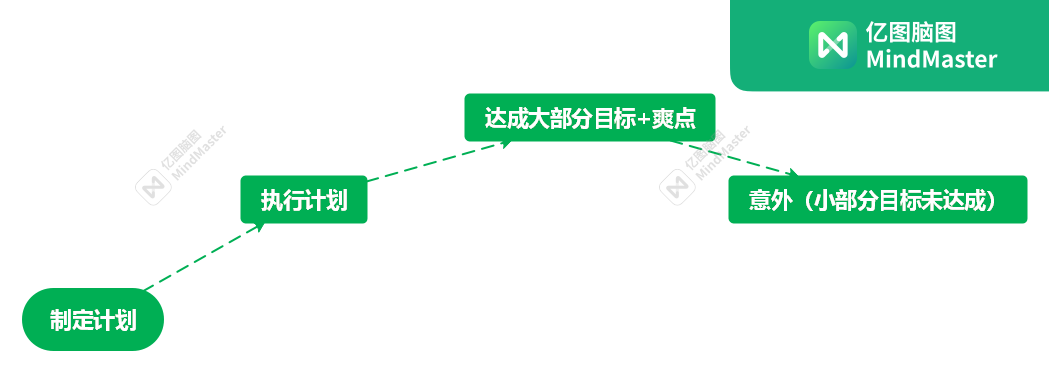 亿图脑图
MindMaster
达成大部分目标+爽点
亿图脑图
MindMaster
亿图脑图
MindMaster
执行计划
意外（小部分目标未达成）
制定计划